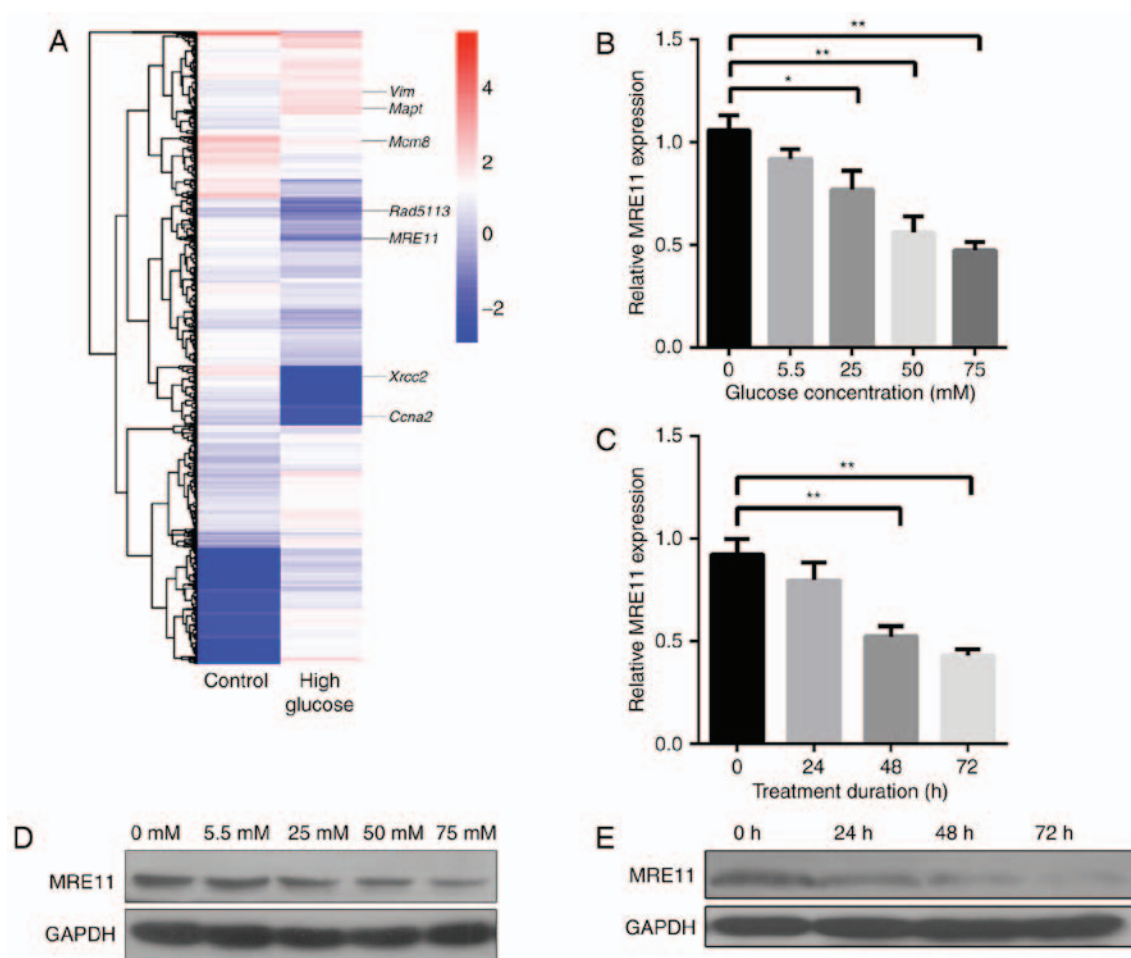 A
4
2
0
−2
Vim
Mapt
Mcm8
Rad51l3
MRE11
Xrcc2
Ccna2
Control
High
glucose
B
Relative MRE11 expression
1.5
1.0
0.5
0.0
**
**
*
0
5.5
25
50
75
Glucose concentration (mM)
C
Relative MRE11 expression
1.5
1.0
0.5
0.0
**
**
0
24
48
72
Treatment duration (h)
D
0 mM 5.5 mM 25 mM 50 mM 75 mM
MRE11
GAPDH
E
0 h 24 h 48 h 72 h
MRE11
GAPDH